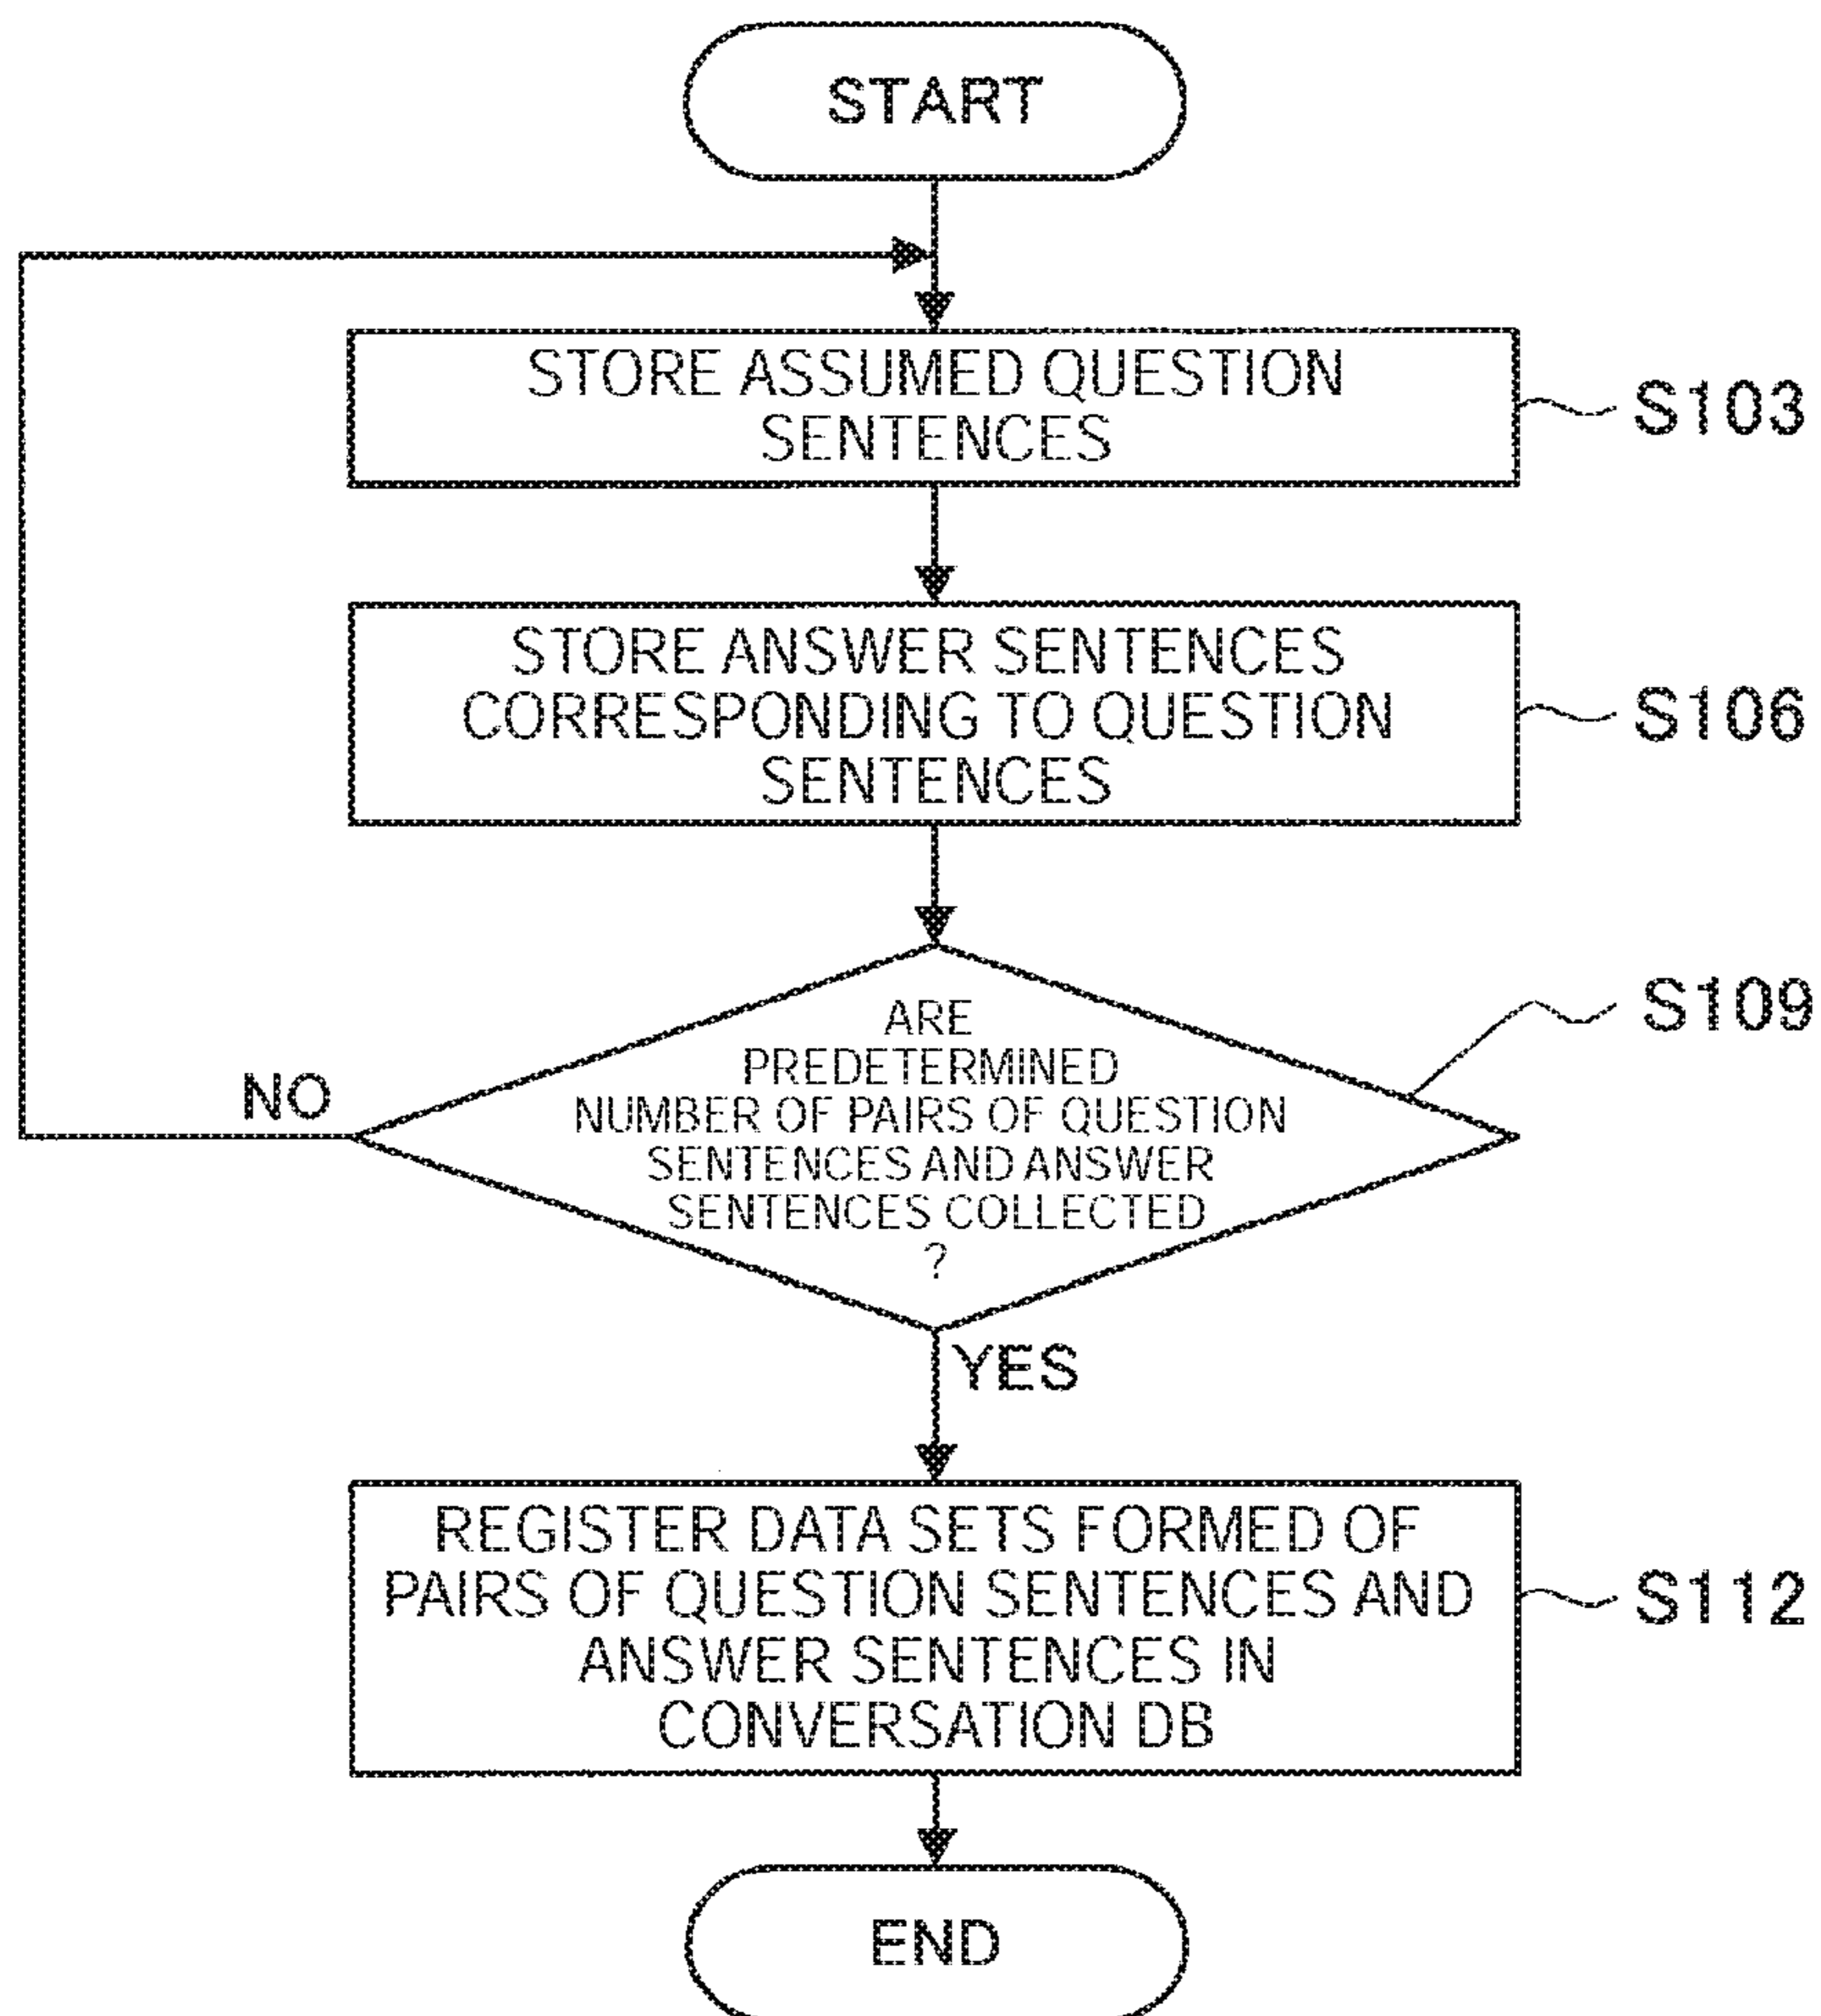 START
STORE ASSUMED QUESTION
SENTENCES
S103
STORE ANSWER SENTENCES
CORRESPONDING TO QUESTION
SENTENCES
S106
ARE
PREDETERMINED
NUMBER OF PAIRS OF QUESTION
SENTENCES AND ANSWER
SENTENCES COLLECTED
?
S109
NO
YES
REGISTER DATA SETS FORMED OF
PAIRS OF QUESTION SENTENCES AND
ANSWER SENTENCES IN
CONVERSATION DB
S112
END